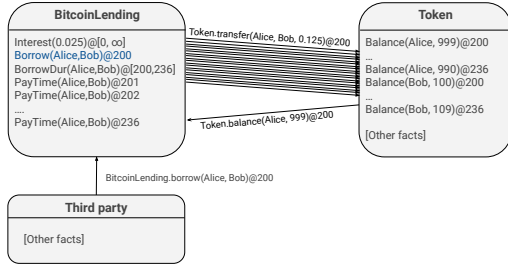 BitcoinLending
Interest(0.025)@[0, ∞]
Borrow(Alice,Bob)@200
BorrowDur(Alice,Bob)@[200,236]
PayTime(Alice,Bob)@201
PayTime(Alice,Bob)@202
....
PayTime(Alice,Bob)@236
Token.transfer(Alice, Bob, 0.125)@200
Token.balance(Alice, 999)@200
Token
Balance(Alice, 999)@200
...
Balance(Alice, 990)@236
Balance(Bob, 100)@200
...
Balance(Bob, 109)@236
[Other facts]
BitcoinLending.borrow(Alice, Bob)@200
Third party
[Other facts]